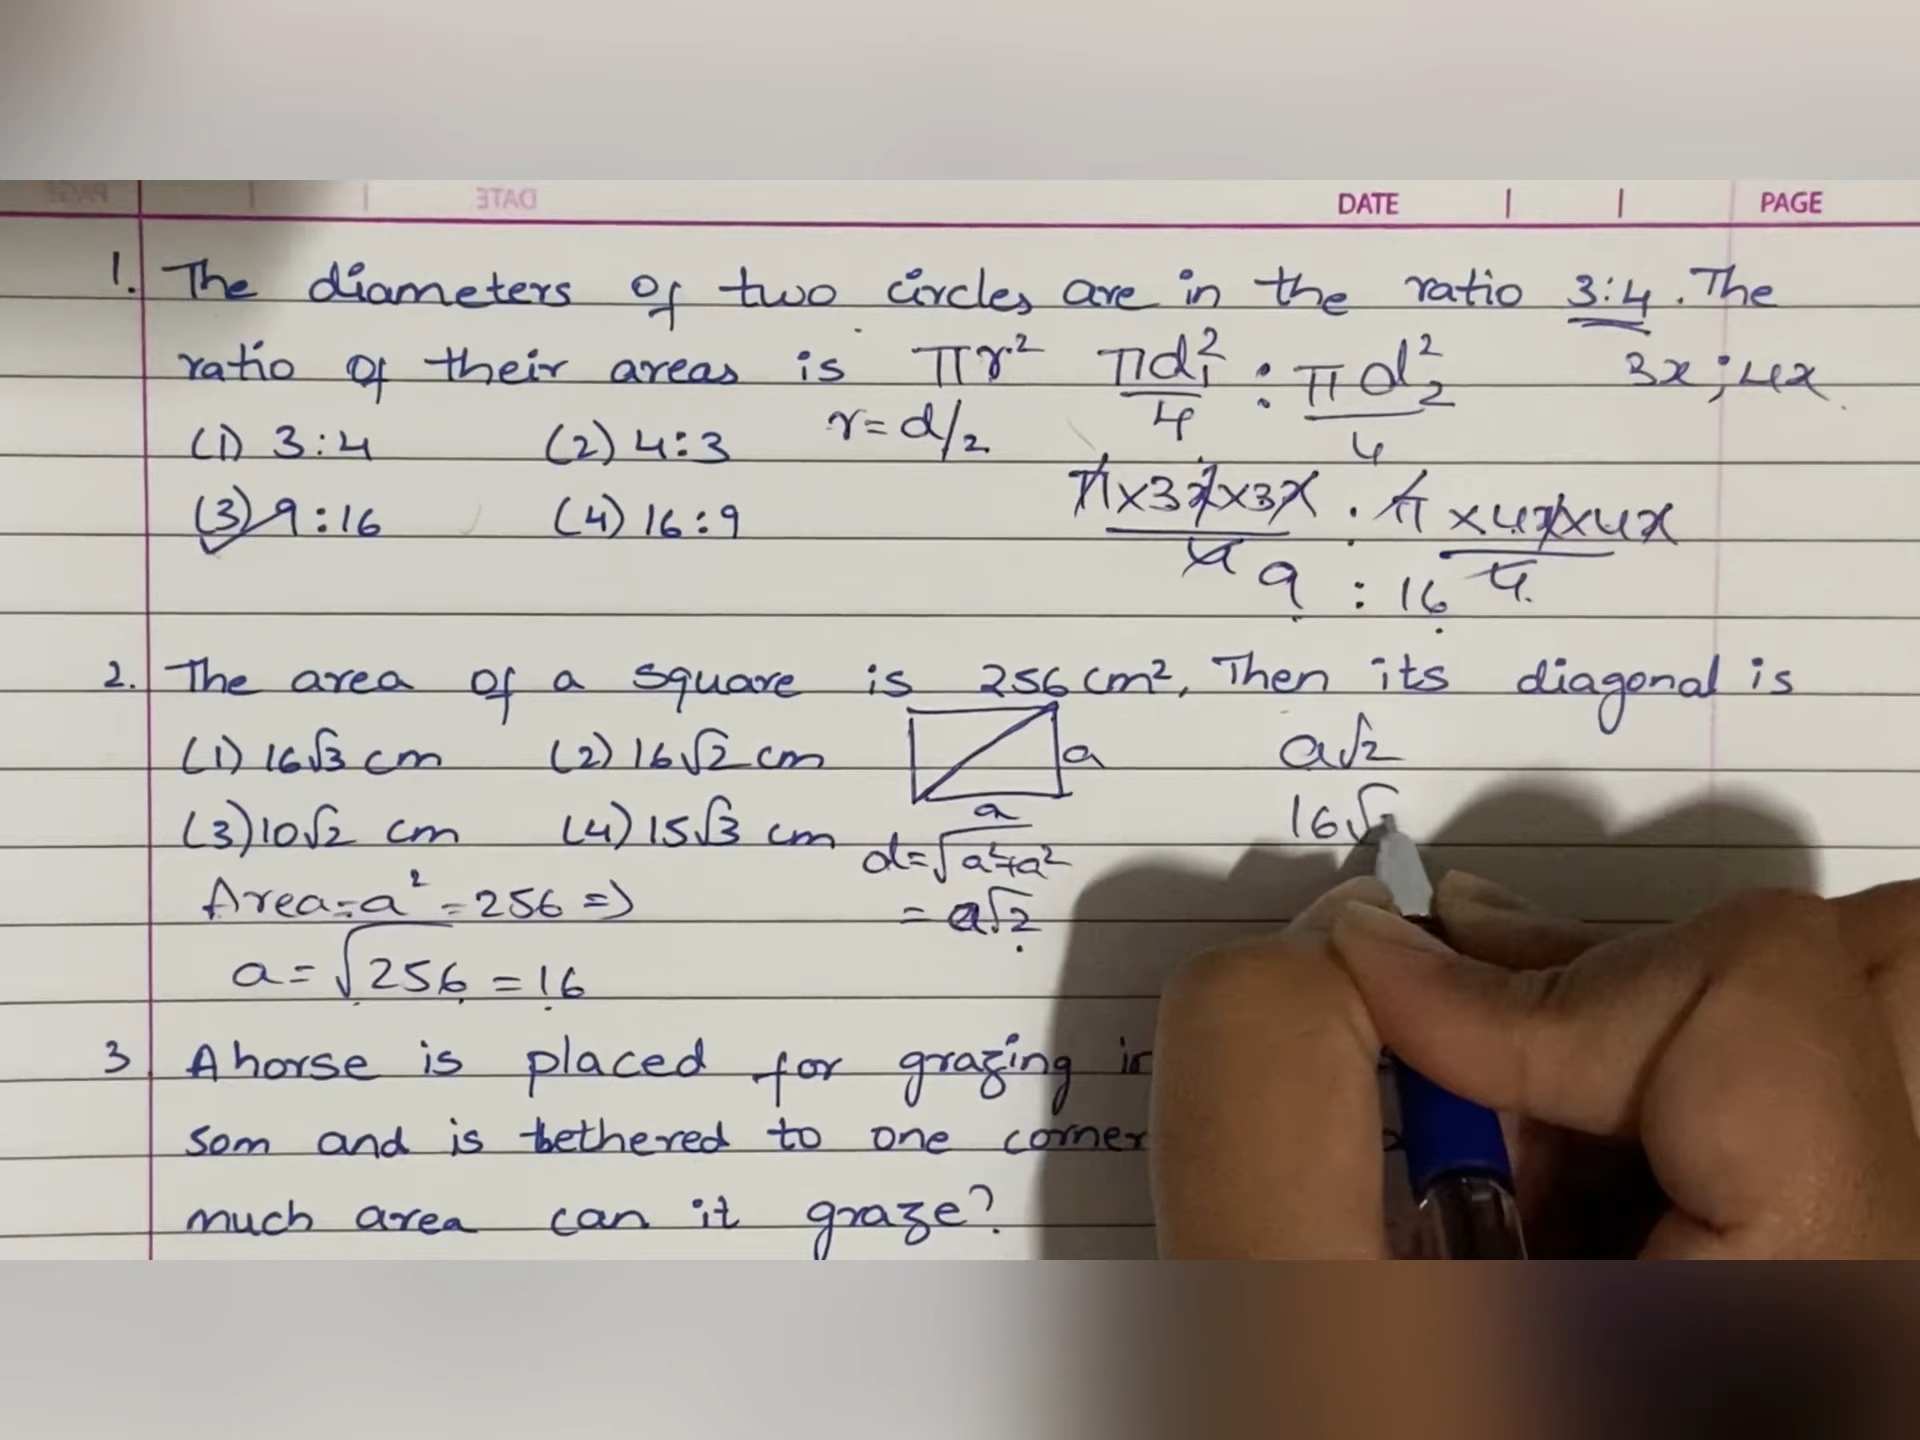 DATE PAGE
1. The diameters of two circles are in the ratio 3:4. The
ratio of their areas is πr² πd₁²/4 : πd₂²/4 3x; 4x
(1) 3:4 (2) 4:3 r = d/2
(3) 9:16 (4) 16:9 π×3x×3x/4 : π×4x×4x/4
9 : 16
2. The area of a square is 256 cm², Then its diagonal is
(1) 16√3 cm (2) 16√2 cm a a√2
(3) 10√2 cm (4) 15√3 cm a 16√
d=√a²+a²
Area=a²=256 ⇒ = a√2
a=√256 = 16
3 A horse is placed for grazing
som and is tethered to one corner
much area can it graze?